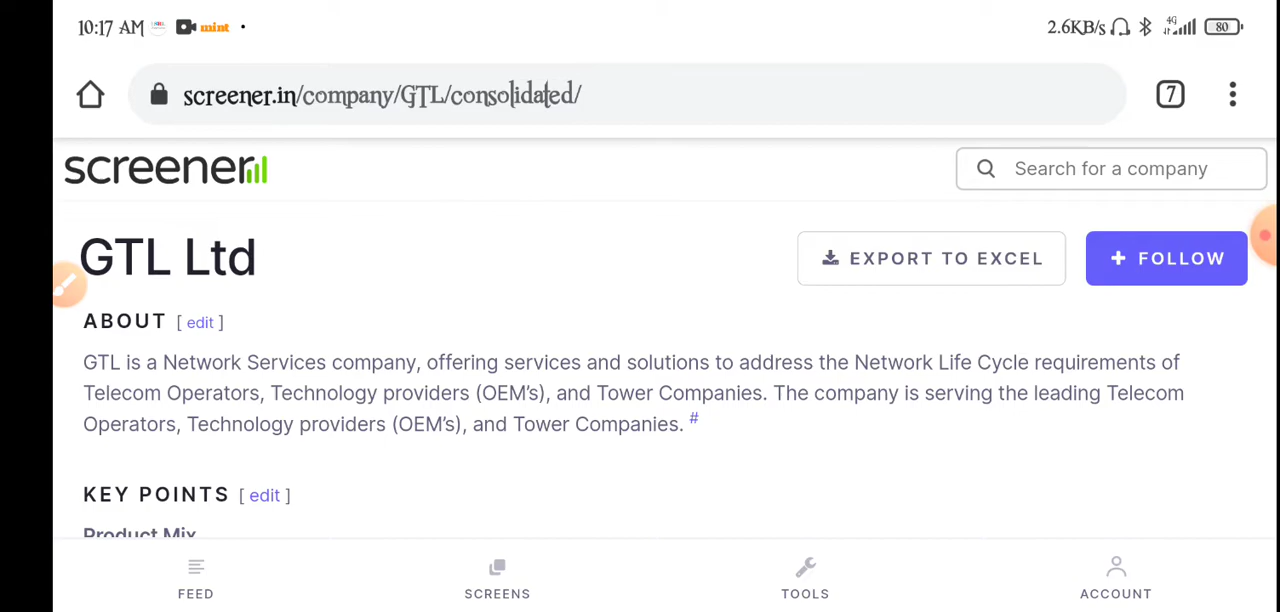 10:17 AM mint
2.6KB/s 4G 80
screener.in/company/GTL/consolidated/ 7
screener Search for a company
GTL Ltd EXPORT TO EXCEL + FOLLOW
ABOUT [ edit ]
GTL is a Network Services company, offering services and solutions to address the Network Life Cycle requirements of
Telecom Operators, Technology providers (OEM's), and Tower Companies. The company is serving the leading Telecom
Operators, Technology providers (OEM's), and Tower Companies. #
KEY POINTS [ edit ]
Product Mix
FEED SCREENS TOOLS ACCOUNT